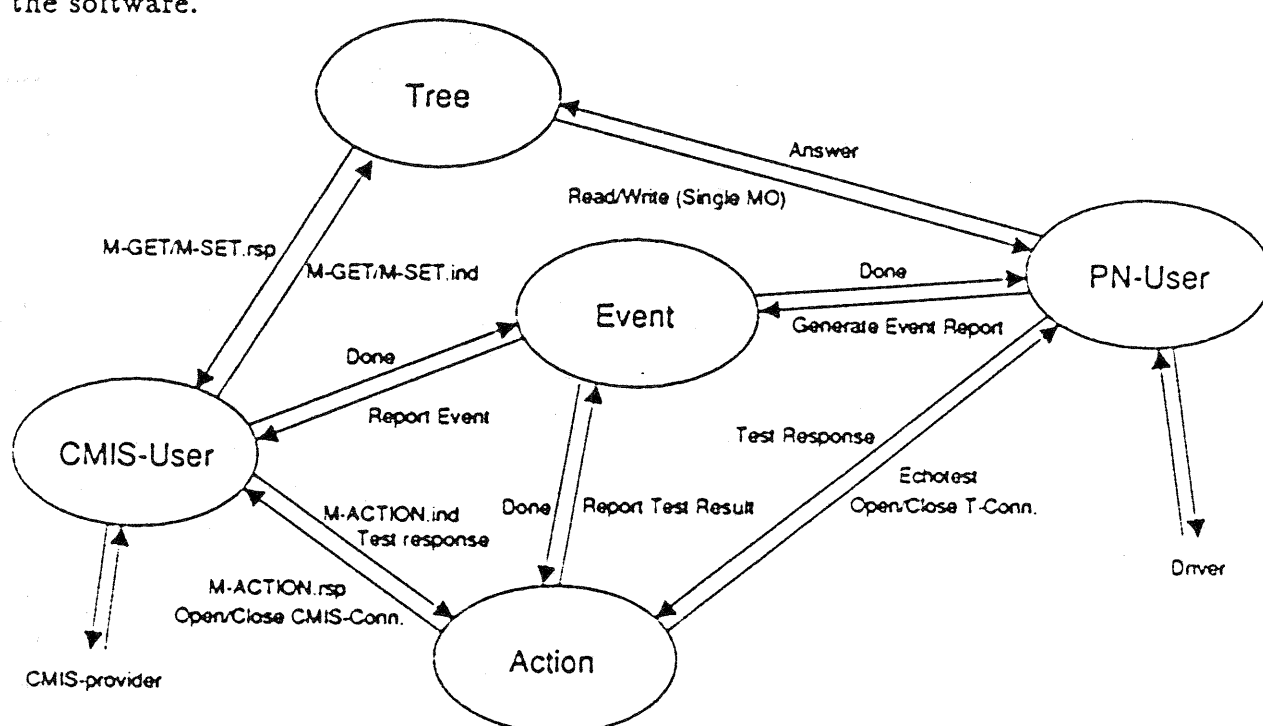 the software.
Tree
Answer
Read/Write (Single MO)
M-GET/M-SET.rsp
M-GET/M-SET.ind
Done
PN-User
Event
Generate Event Report
Done
Report Event
CMIS-User
Test Response
Echotest
Open/Close T-Conn.
M-ACTION.ind
Test response
Done
Report Test Result
M-ACTION.rsp
Open/Close CMIS-Conn.
Driver
Action
CMIS-provider